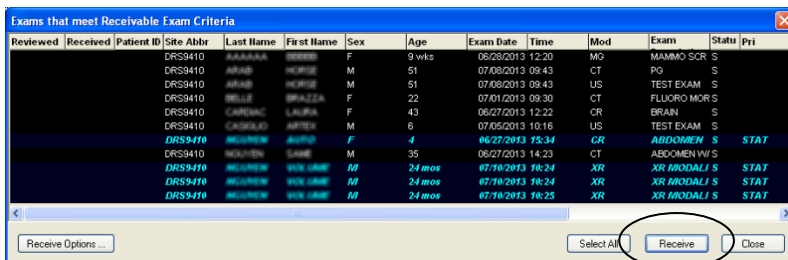 Exams that meet Receivable Exam Criteria
Reviewed Received Patient ID Site Abbr Last Name First Name Sex Age Exam Date Time Mod Exam Statu Pri
DRS9410 F 9 wks 06/28/2013 12:20 MG MAMMO SCR S
DRS9410 M 51 07/08/2013 09:43 CT PG S
DRS9410 M 51 07/08/2013 09:43 US TEST EXAM S
DRS9410 F 22 07/01/2013 09:30 CT FLUORO MOR S
DRS9410 F 43 06/27/2013 12:22 CR BRAIN S
DRS9410 M 6 07/05/2013 10:16 US TEST EXAM S
DRS9410 F 4 06/27/2013 15:34 CR ABDOMEN S STAT
DRS9410 M 35 06/27/2013 14:23 CT ABDOMEN W/ S
DRS9410 M 24 mos 07/10/2013 10:24 XR XR MODALI S STAT
DRS9410 M 24 mos 07/10/2013 10:24 XR XR MODALI S STAT
DRS9410 M 24 mos 07/10/2013 10:25 XR XR MODALI S STAT
Receive Options ... Select All Receive Close